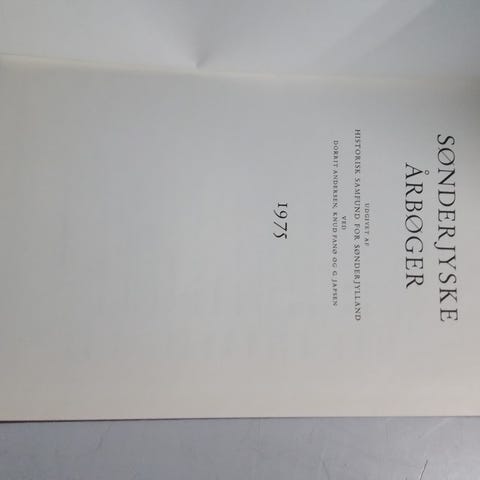 SØNDERJYSKE
ÅRBØGER
UDGIVET AF
HISTORISK SAMFUND FOR SØNDERJYLLAND
VED
DORRIT ANDERSEN, KNUD FANØ OG G. JAPSEN
1975